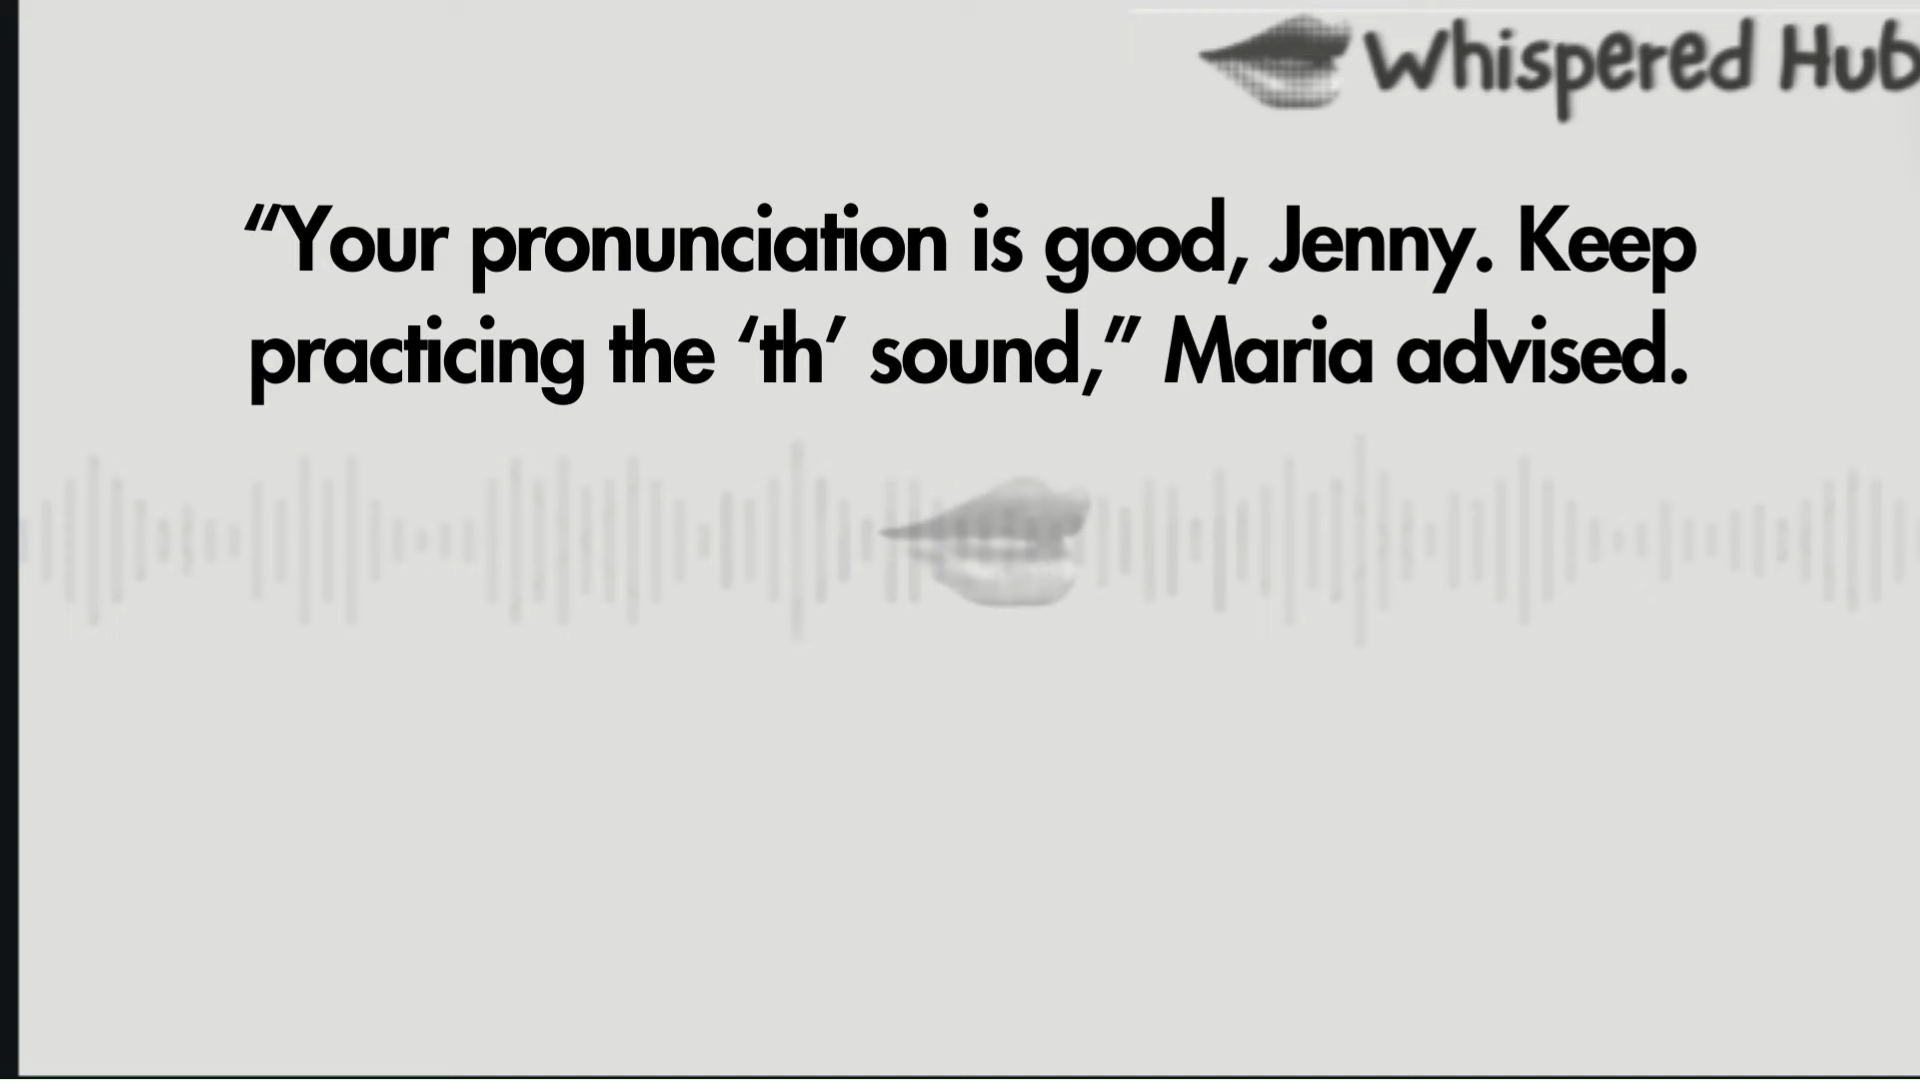 Whispered Hub
“Your pronunciation is good, Jenny. Keep
practicing the ‘th’ sound,” Maria advised.